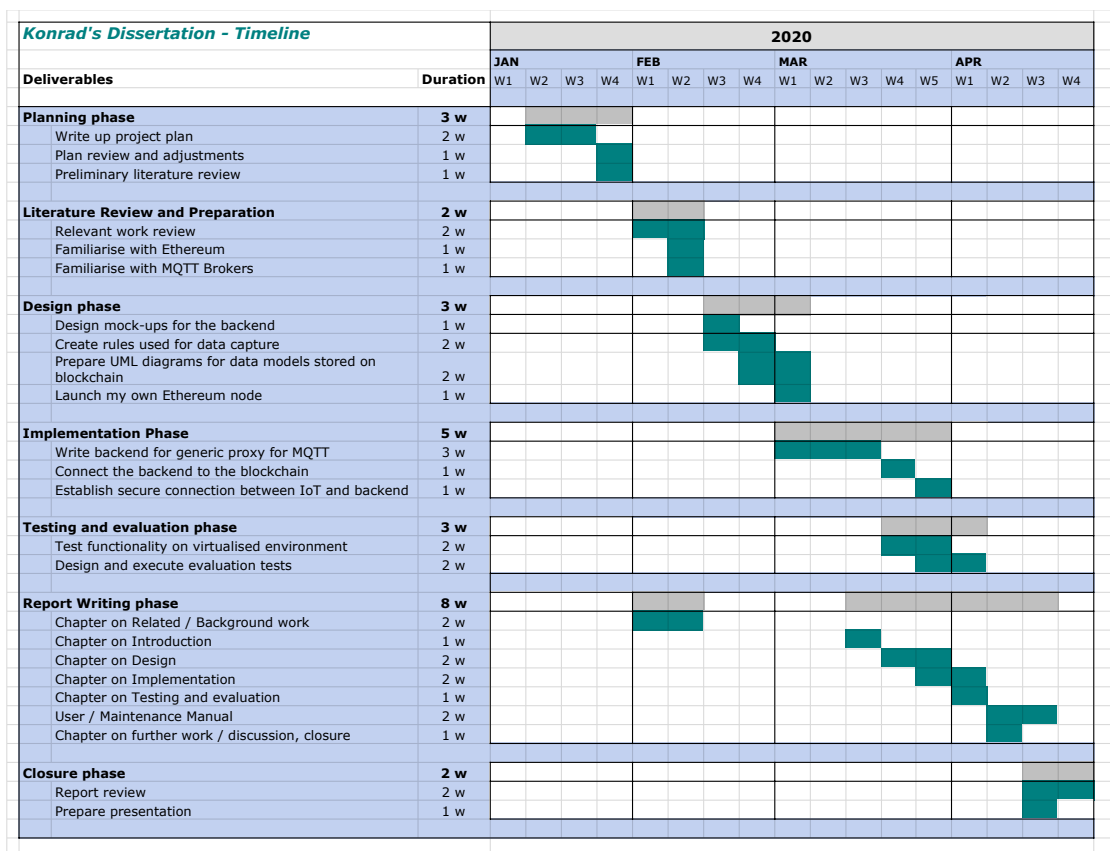 Konrad's Dissertation - Timeline
2020
JAN FEB MAR APR
Deliverables Duration W1 W2 W3 W4 W1 W2 W3 W4 W1 W2 W3 W4 W5 W1 W2 W3 W4
Planning phase 3 w
Write up project plan 2 w
Plan review and adjustments 1 w
Preliminary literature review 1 w
Literature Review and Preparation 2 w
Relevant work review 2 w
Familiarise with Ethereum 1 w
Familiarise with MQTT Brokers 1 w
Design phase 3 w
Design mock-ups for the backend 1 w
Create rules used for data capture 2 w
Prepare UML diagrams for data models stored on
blockchain 2 w
Launch my own Ethereum node 1 w
Implementation Phase 5 w
Write backend for generic proxy for MQTT 3 w
Connect the backend to the blockchain 1 w
Establish secure connection between IoT and backend 1 w
Testing and evaluation phase 3 w
Test functionality on virtualised environment 2 w
Design and execute evaluation tests 2 w
Report Writing phase 8 w
Chapter on Related / Background work 2 w
Chapter on Introduction 1 w
Chapter on Design 2 w
Chapter on Implementation 2 w
Chapter on Testing and evaluation 1 w
User / Maintenance Manual 2 w
Chapter on further work / discussion, closure 1 w
Closure phase 2 w
Report review 2 w
Prepare presentation 1 w